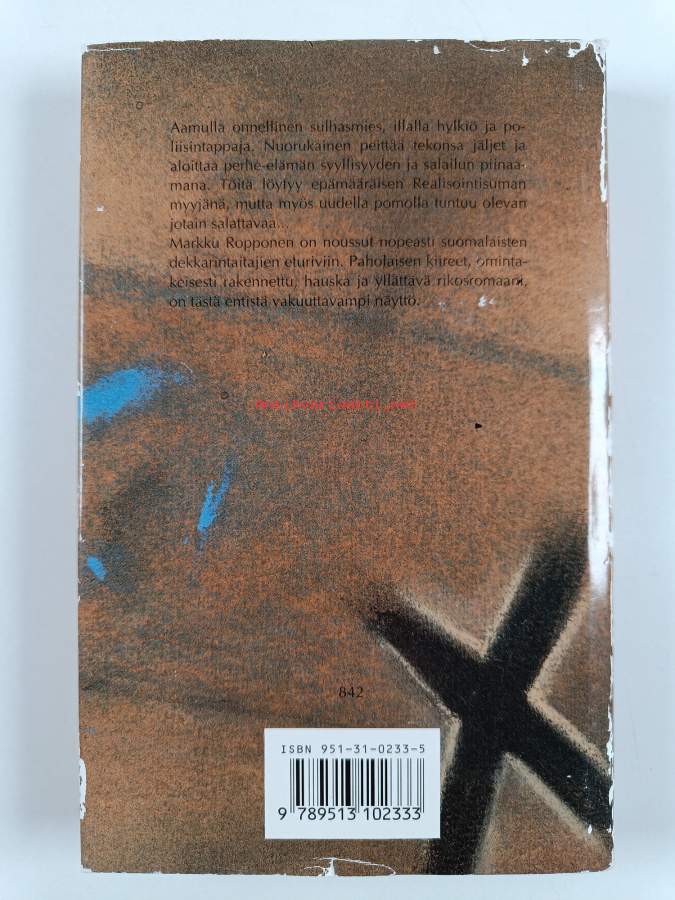 Aamulla onnellinen sulhasmies, illalla hylkiö ja po-
liisintappaja. Nuorukainen peittää tekonsa jäljet ja
aloittaa perhe-elämän syyllisyyden ja salailun piinaa-
mana. Töitä löytyy epämääräisen Realisointisuman
myyjänä, mutta myös uudella pomolla tuntuu olevan
jotain salattavaa...
Markku Ropponen on noussut nopeasti suomalaisten
dekkarintaitajien eturiviin. Paholaisen kiireet, ominta-
keisesti rakennettu, hauska ja yllättävä rikosromaani,
on tästä entistä vakuuttavampi näyttö.
842
ISBN 951-31-0233-5
9 789513 102333